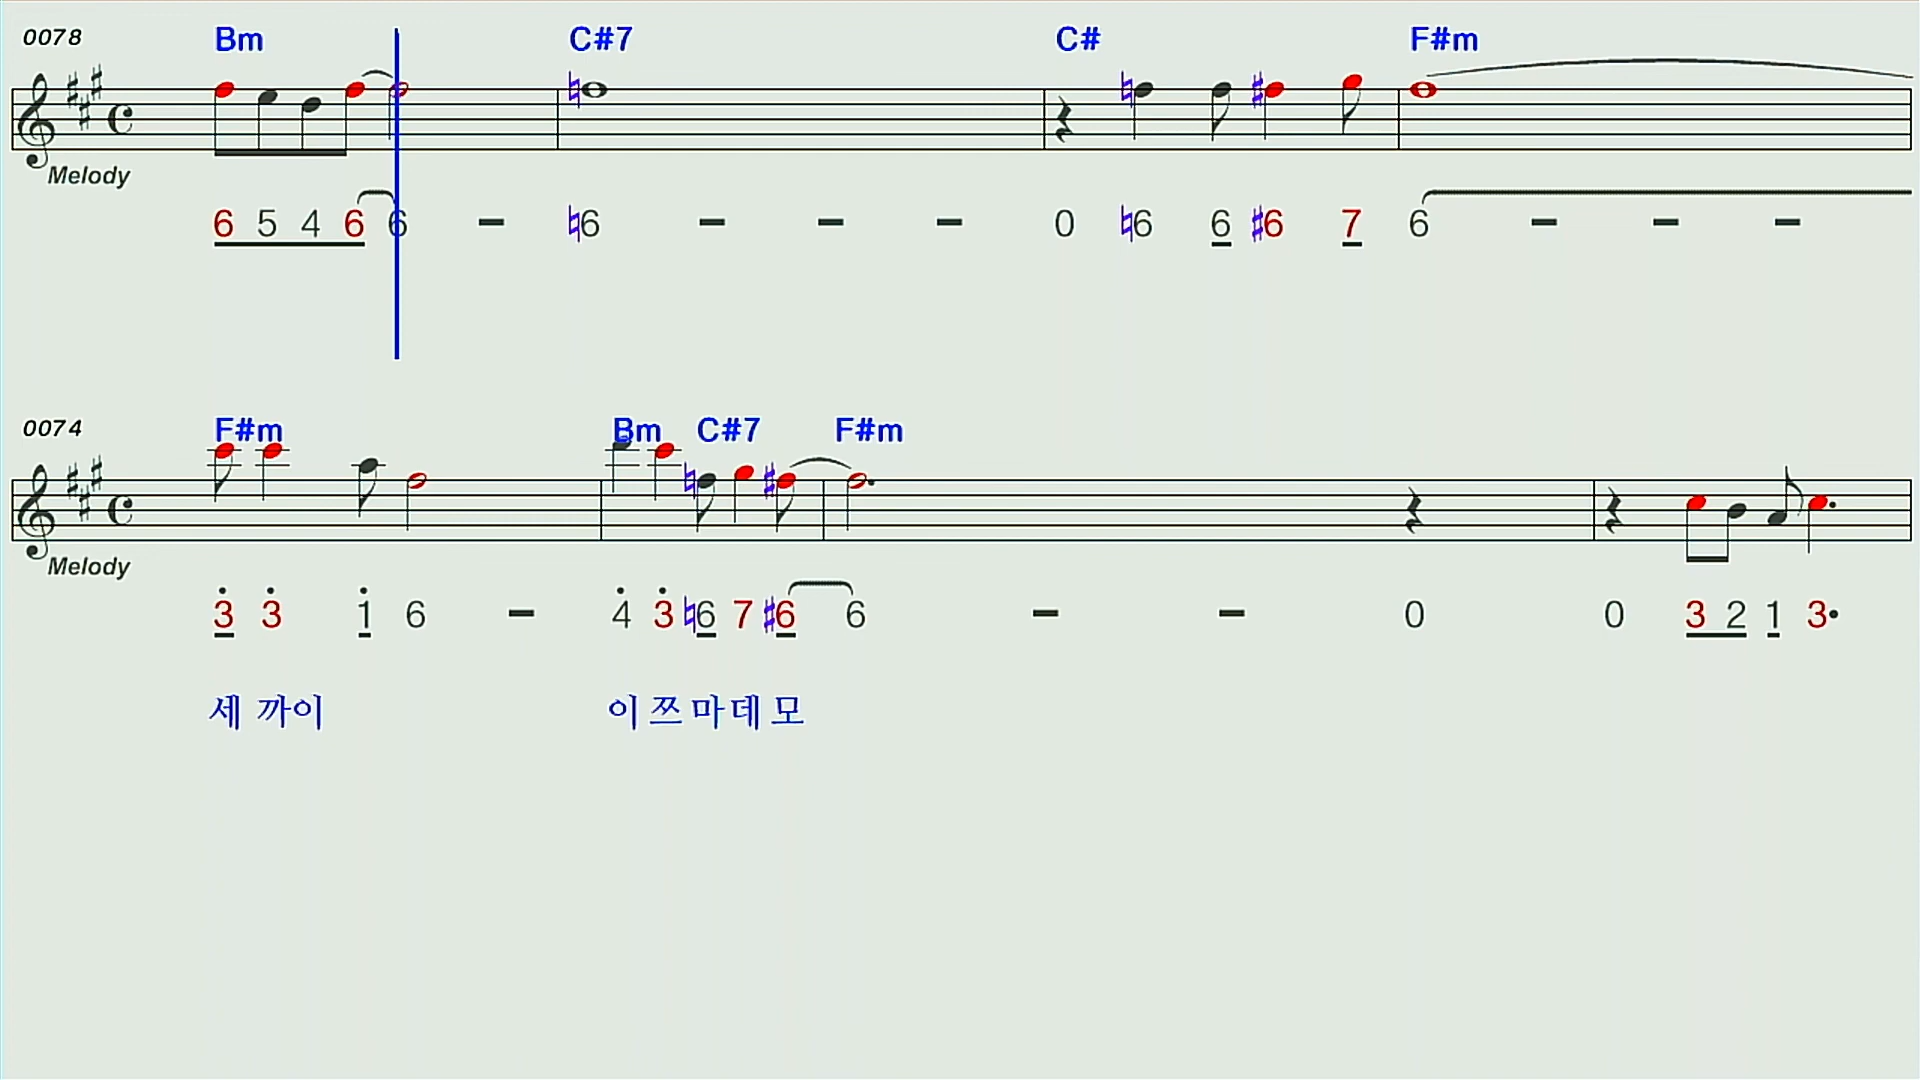 0078 Bm C#7 C# F#m
Melody
6 5 4 6 6 - ♮6 - - - 0 ♮6 6 ♯6 7 6 - - -
0074 F#m Bm C#7 F#m
Melody
3 3 1 6 - 4 3 ♮6 7 ♯6 6 - - 0 0 3 2 1 3•
세 까이 이 쯔 마 데 모